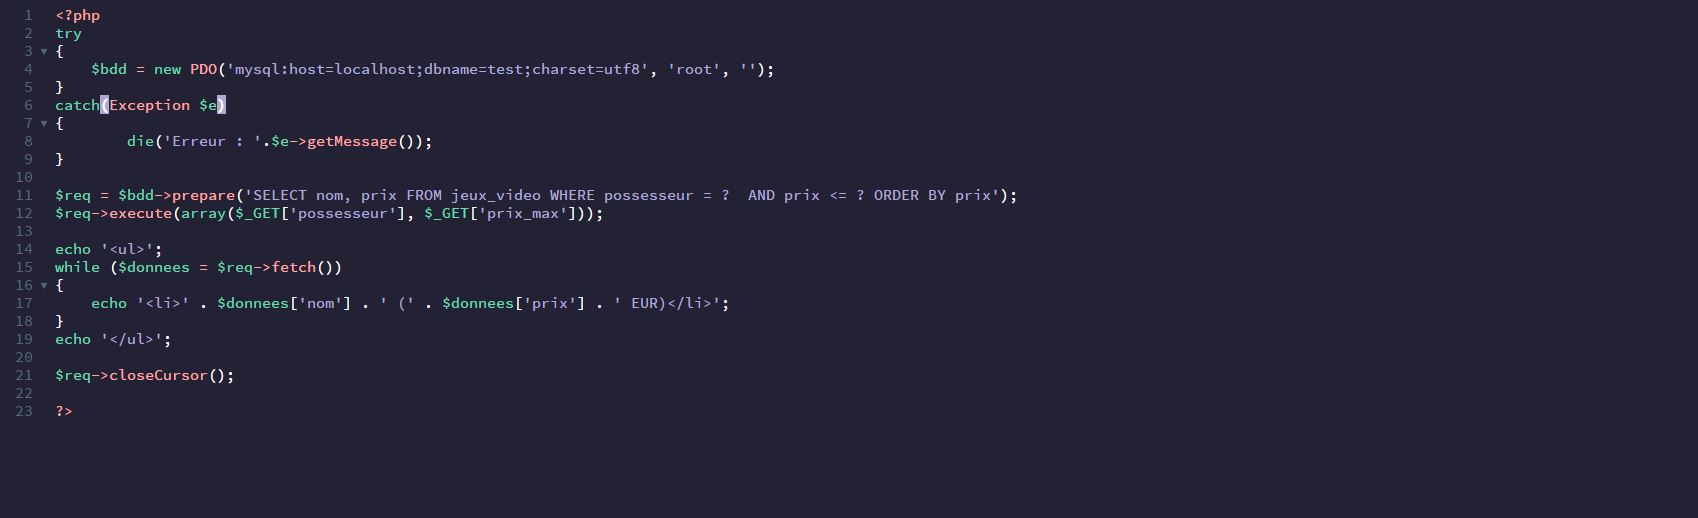 1 <?php
2 try
3 {
4     $bdd = new PDO('mysql:host=localhost;dbname=test;charset=utf8', 'root', '');
5 }
6 catch(Exception $e)
7 {
8         die('Erreur : '.$e->getMessage());
9 }
10
11 $req = $bdd->prepare('SELECT nom, prix FROM jeux_video WHERE possesseur = ?  AND prix <= ? ORDER BY prix');
12 $req->execute(array($_GET['possesseur'], $_GET['prix_max']));
13
14 echo '<ul>';
15 while ($donnees = $req->fetch())
16 {
17     echo '<li>' . $donnees['nom'] . ' (' . $donnees['prix'] . ' EUR)</li>';
18 }
19 echo '</ul>';
20
21 $req->closeCursor();
22
23 ?>